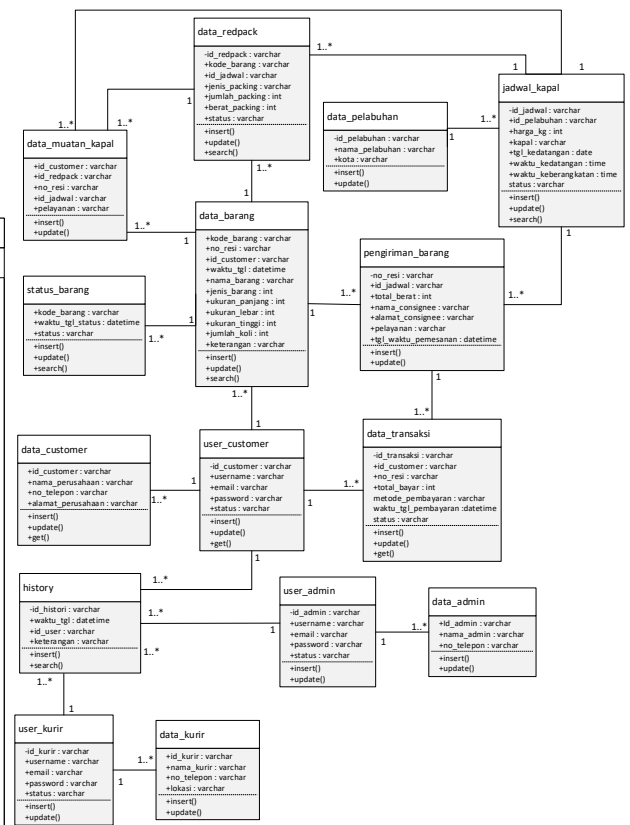 data_redpack
-id_redpack : varchar
+kode_barang : varchar
+id_jadwal : varchar
+jenis_packing : varchar
+jumlah_packing : int
+berat_packing : int
+status : varchar
+insert()
+update()
+search()
1..*
1
1
jadwal_kapal
-id_jadwal : varchar
+id_pelabuhan : varchar
+harga_kg : int
+kapal : varchar
+tgl_kedatangan : date
+waktu_kedatangan : time
+waktu_keberangkatan : time
status : varchar
+insert()
+update()
+search()
data_pelabuhan
-id_pelabuhan : varchar
+nama_pelabuhan : varchar
+kota : varchar
+insert()
+update()
1
1..*
1..*
1..*
1
data_muatan_kapal
+id_customer : varchar
+id_redpack : varchar
+no_resi : varchar
+id_jadwal : varchar
+pelayanan : varchar
+insert()
+update()
1..*
1
1..*
1
data_barang
+kode_barang : varchar
+no_resi : varchar
+id_customer : varchar
+waktu_tgl : datetime
+nama_barang : varchar
+jenis_barang : int
+ukuran_panjang : int
+ukuran_lebar : int
+ukuran_tinggi : int
+jumlah_koli : int
+keterangan : varchar
+insert()
+update()
+search()
pengiriman_barang
-no_resi : varchar
+id_jadwal : varchar
+total_berat : int
+nama_consignee : varchar
+alamat_consignee : varchar
+pelayanan : varchar
+tgl_waktu_pemesanan : datetime
+insert()
+update()
1
1..*
1
1..*
status_barang
+kode_barang : varchar
+waktu_tgl_status : datetime
+status : varchar
+insert()
+update()
+search()
1
1..*
1..*
1
1
1..*
data_customer
+id_customer : varchar
+nama_perusahaan : varchar
+no_telepon : varchar
+alamat_perusahaan : varchar
+insert()
+update()
+get()
1
1..*
user_customer
-id_customer : varchar
+username : varchar
+email : varchar
+password : varchar
+status : varchar
+insert()
+update()
+get()
1
1..*
data_transaksi
-id_transaksi : varchar
+id_customer : varchar
+no_resi : varchar
+total_bayar : int
metode_pembayaran : varchar
waktu_tgl_pembayaran :datetime
status : varchar
+insert()
+update()
+get()
1
1..*
history
-id_histori : varchar
+waktu_tgl : datetime
+id_user : varchar
+keterangan : varchar
+insert()
+search()
1..*
1..*
1..*
1
user_admin
-id_admin : varchar
+username : varchar
+email : varchar
+password : varchar
+status : varchar
+insert()
+update()
1
1..*
data_admin
+id_admin : varchar
+nama_admin : varchar
+no_telepon : varchar
+insert()
+update()
1
user_kurir
-id_kurir : varchar
+username : varchar
+email : varchar
+password : varchar
+status : varchar
+insert()
+update()
1
1..*
data_kurir
+id_kurir : varchar
+nama_kurir : varchar
+no_telepon : varchar
+lokasi : varchar
+insert()
+update()